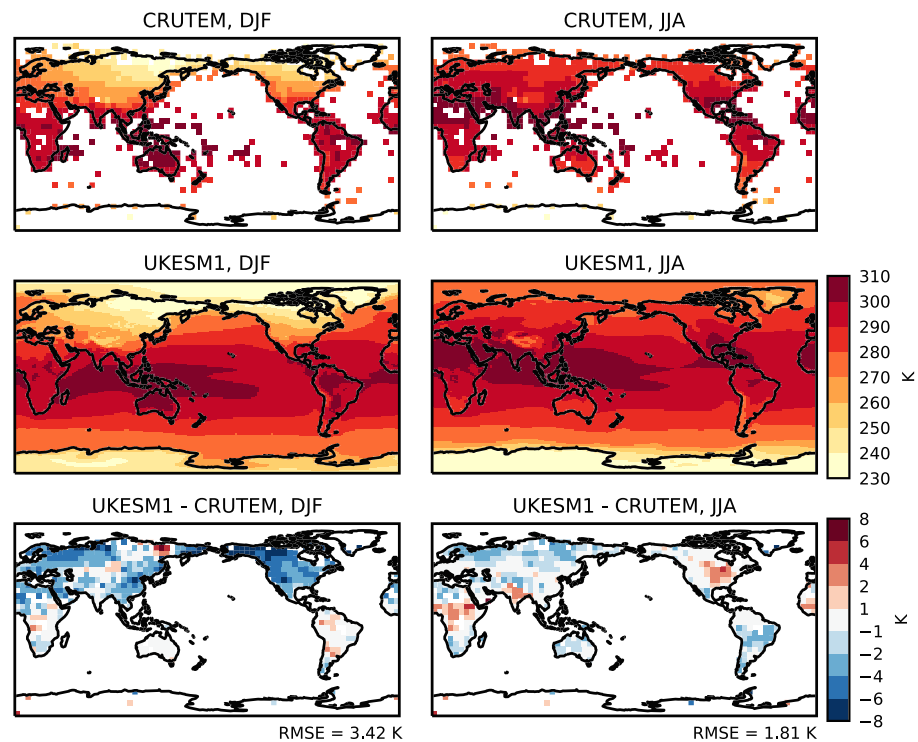 CRUTEM, DJF
CRUTEM, JJA
UKESM1, DJF
UKESM1, JJA
310
300
290
280
270
260
250
240
230
K
UKESM1 - CRUTEM, DJF
UKESM1 - CRUTEM, JJA
8
6
4
2
1
−1
−2
−4
−6
−8
K
RMSE = 3.42 K
RMSE = 1.81 K